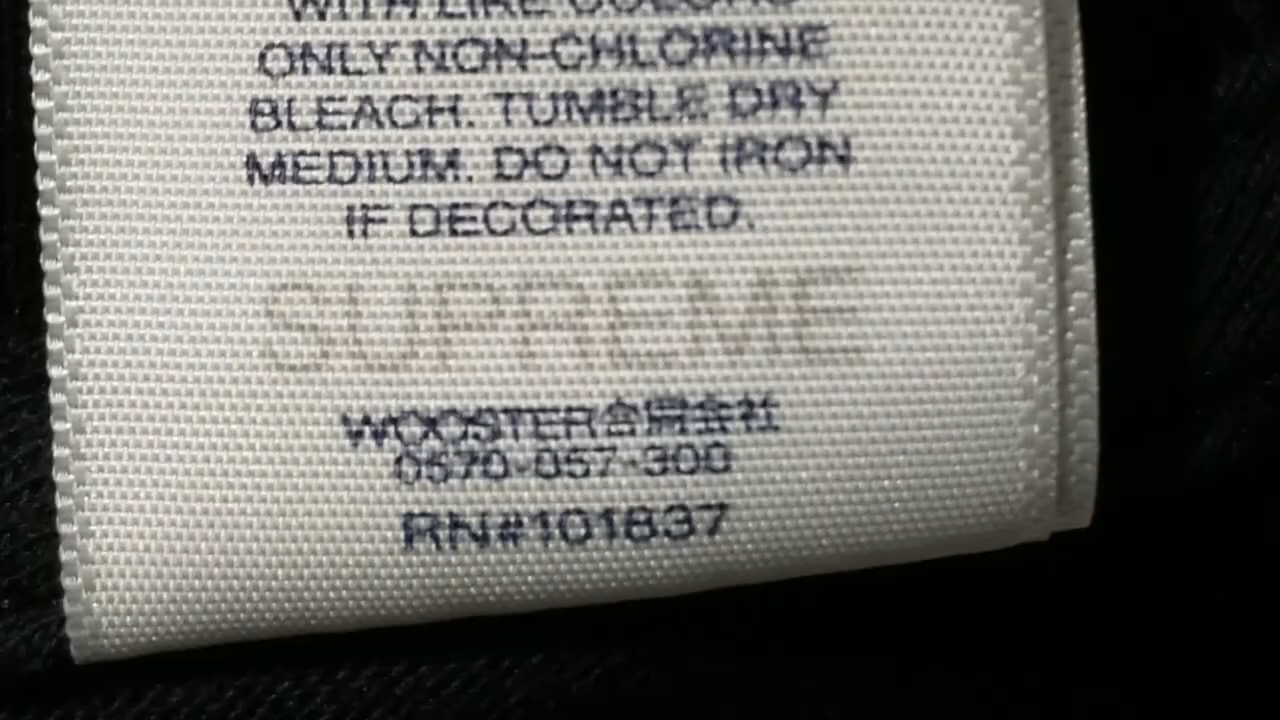 WITH LIKE COLORS
ONLY NON-CHLORINE
BLEACH. TUMBLE DRY
MEDIUM. DO NOT IRON
IF DECORATED.
SUPREME
WOOSTER合同会社
0570-057-300
RN#101837